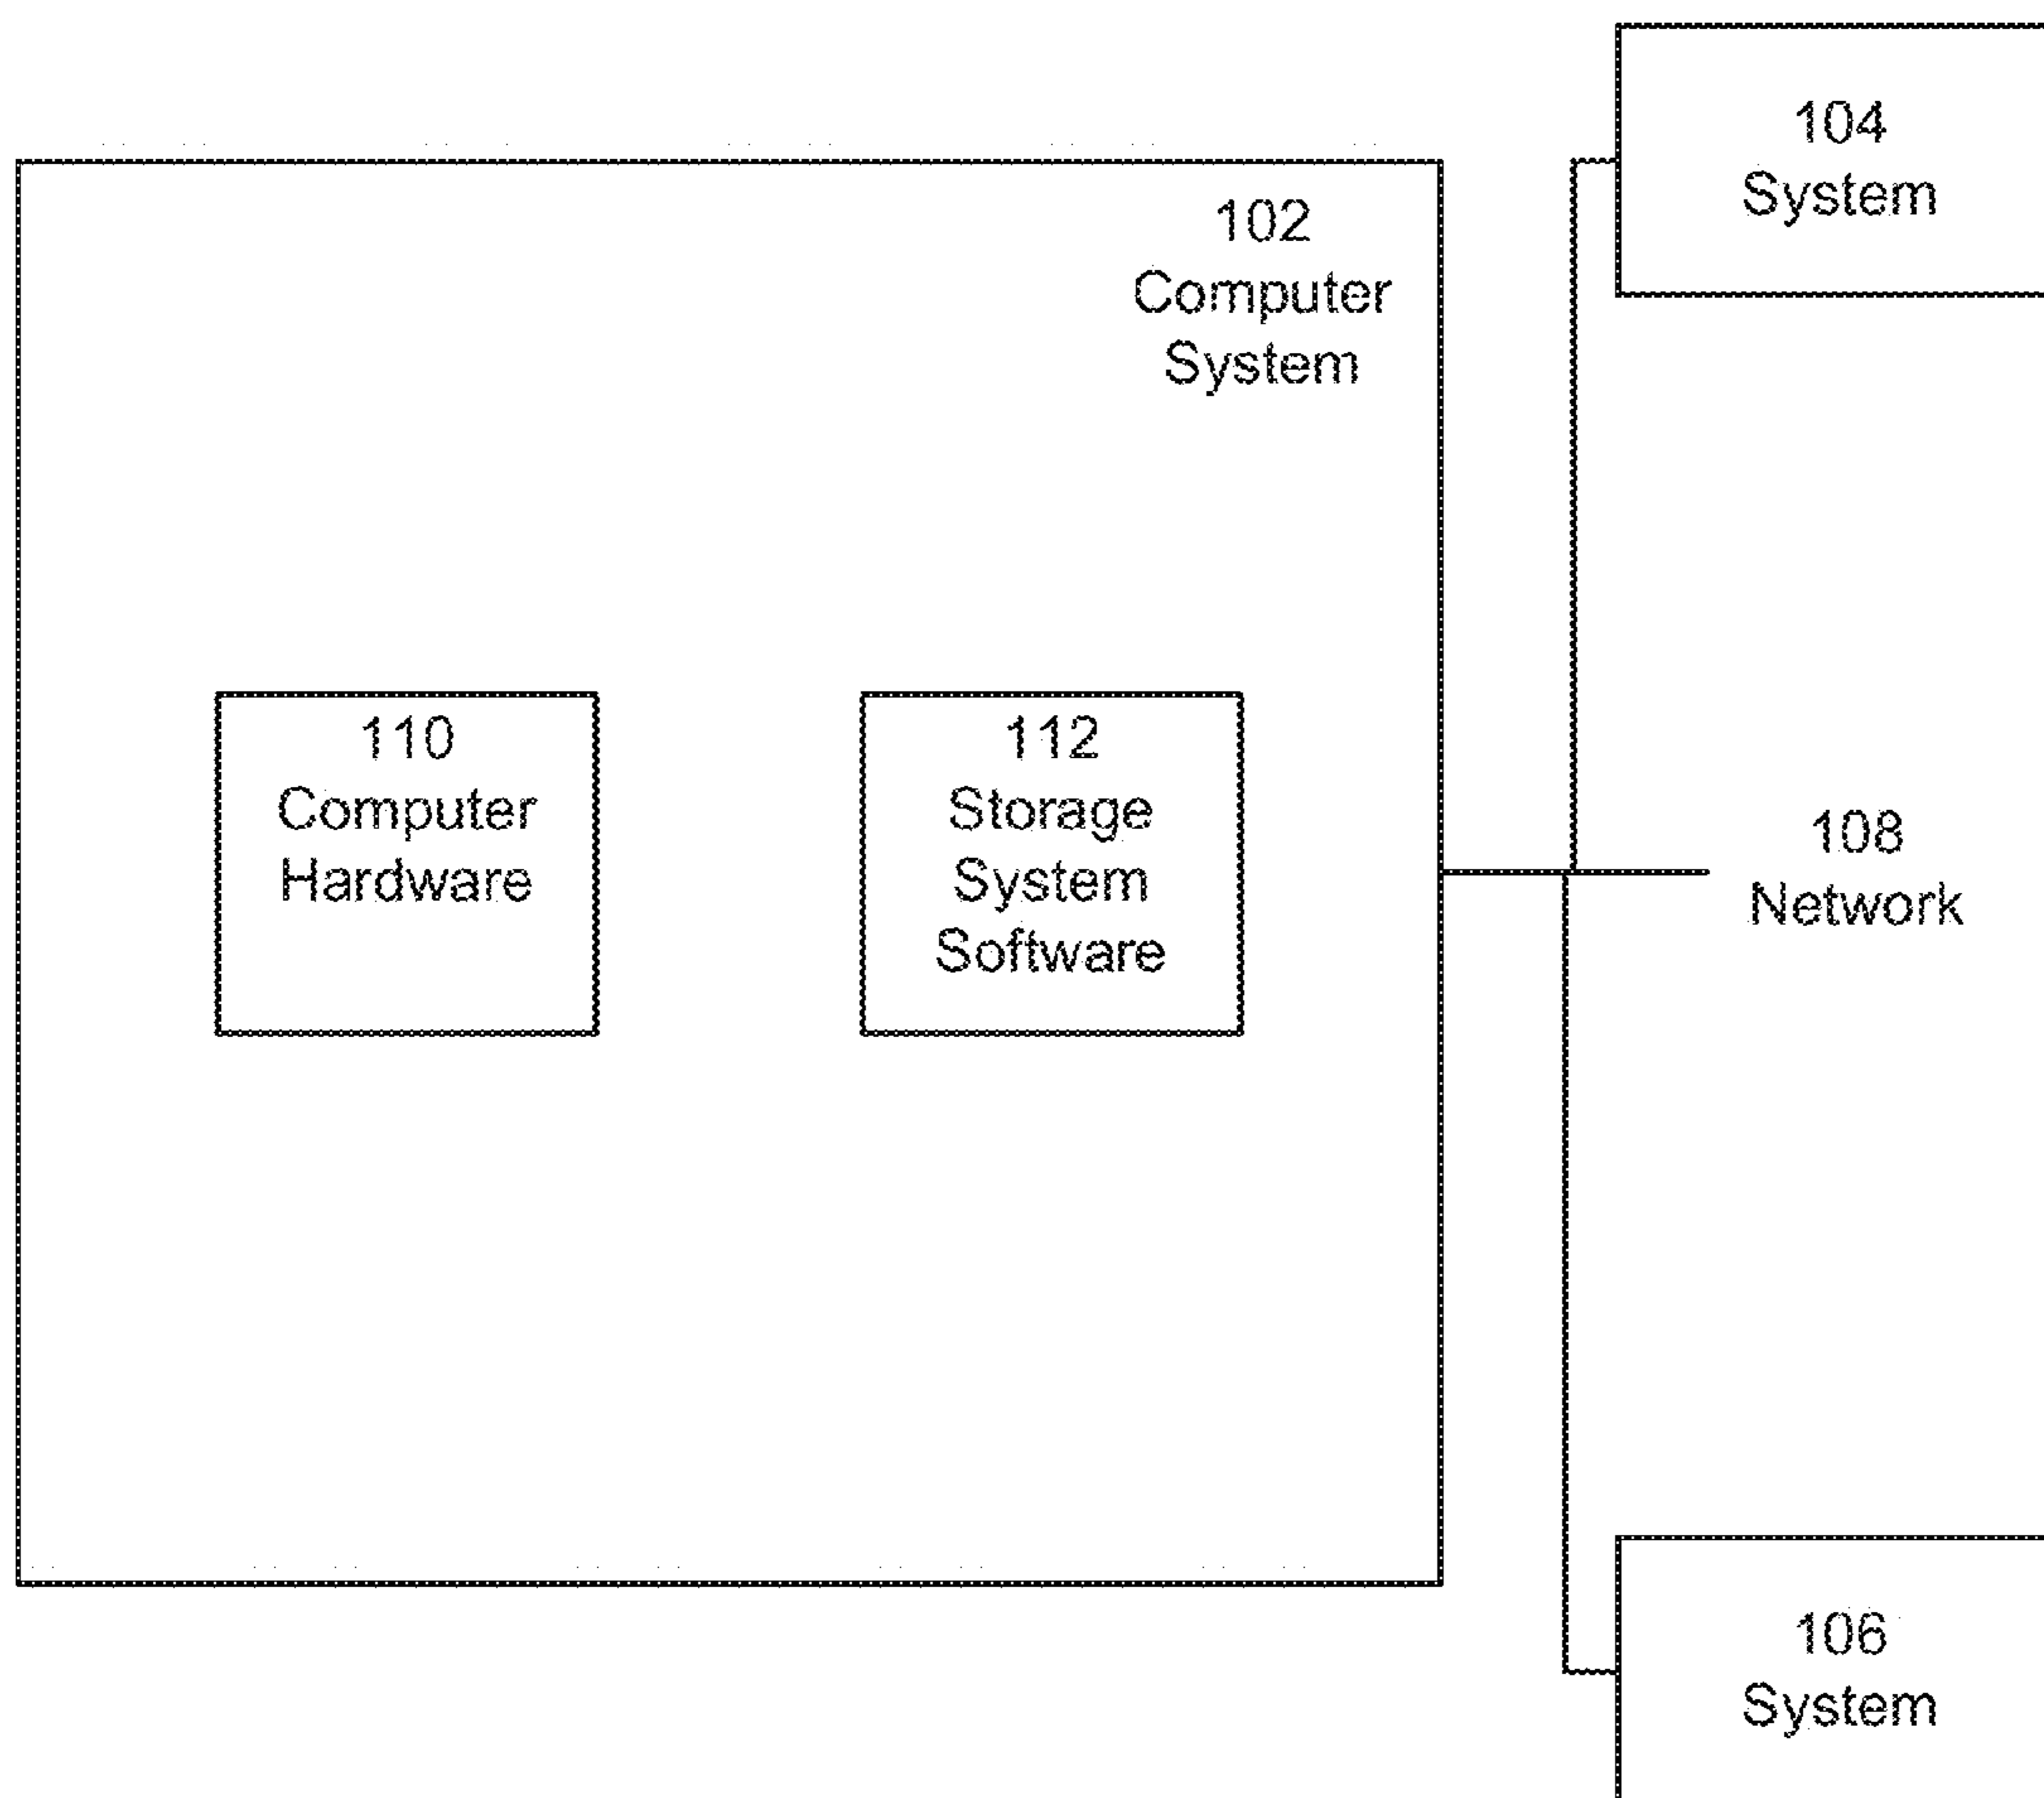 104
System
102
Computer
System
110
Computer
Hardware
112
Storage
System
Software
108
Network
106
System